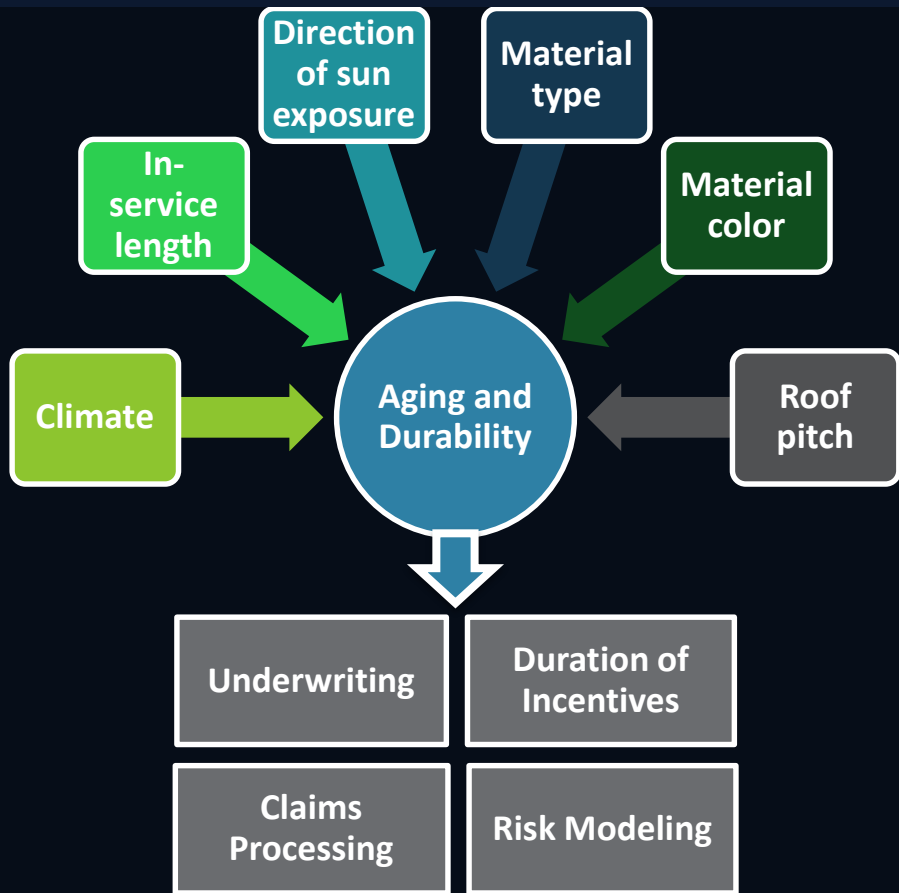 Direction
of sun
exposure
Material
type
In-
service
length
Material
color
Climate
Aging and
Durability
Roof
pitch
Underwriting
Duration of
Incentives
Claims
Processing
Risk Modeling